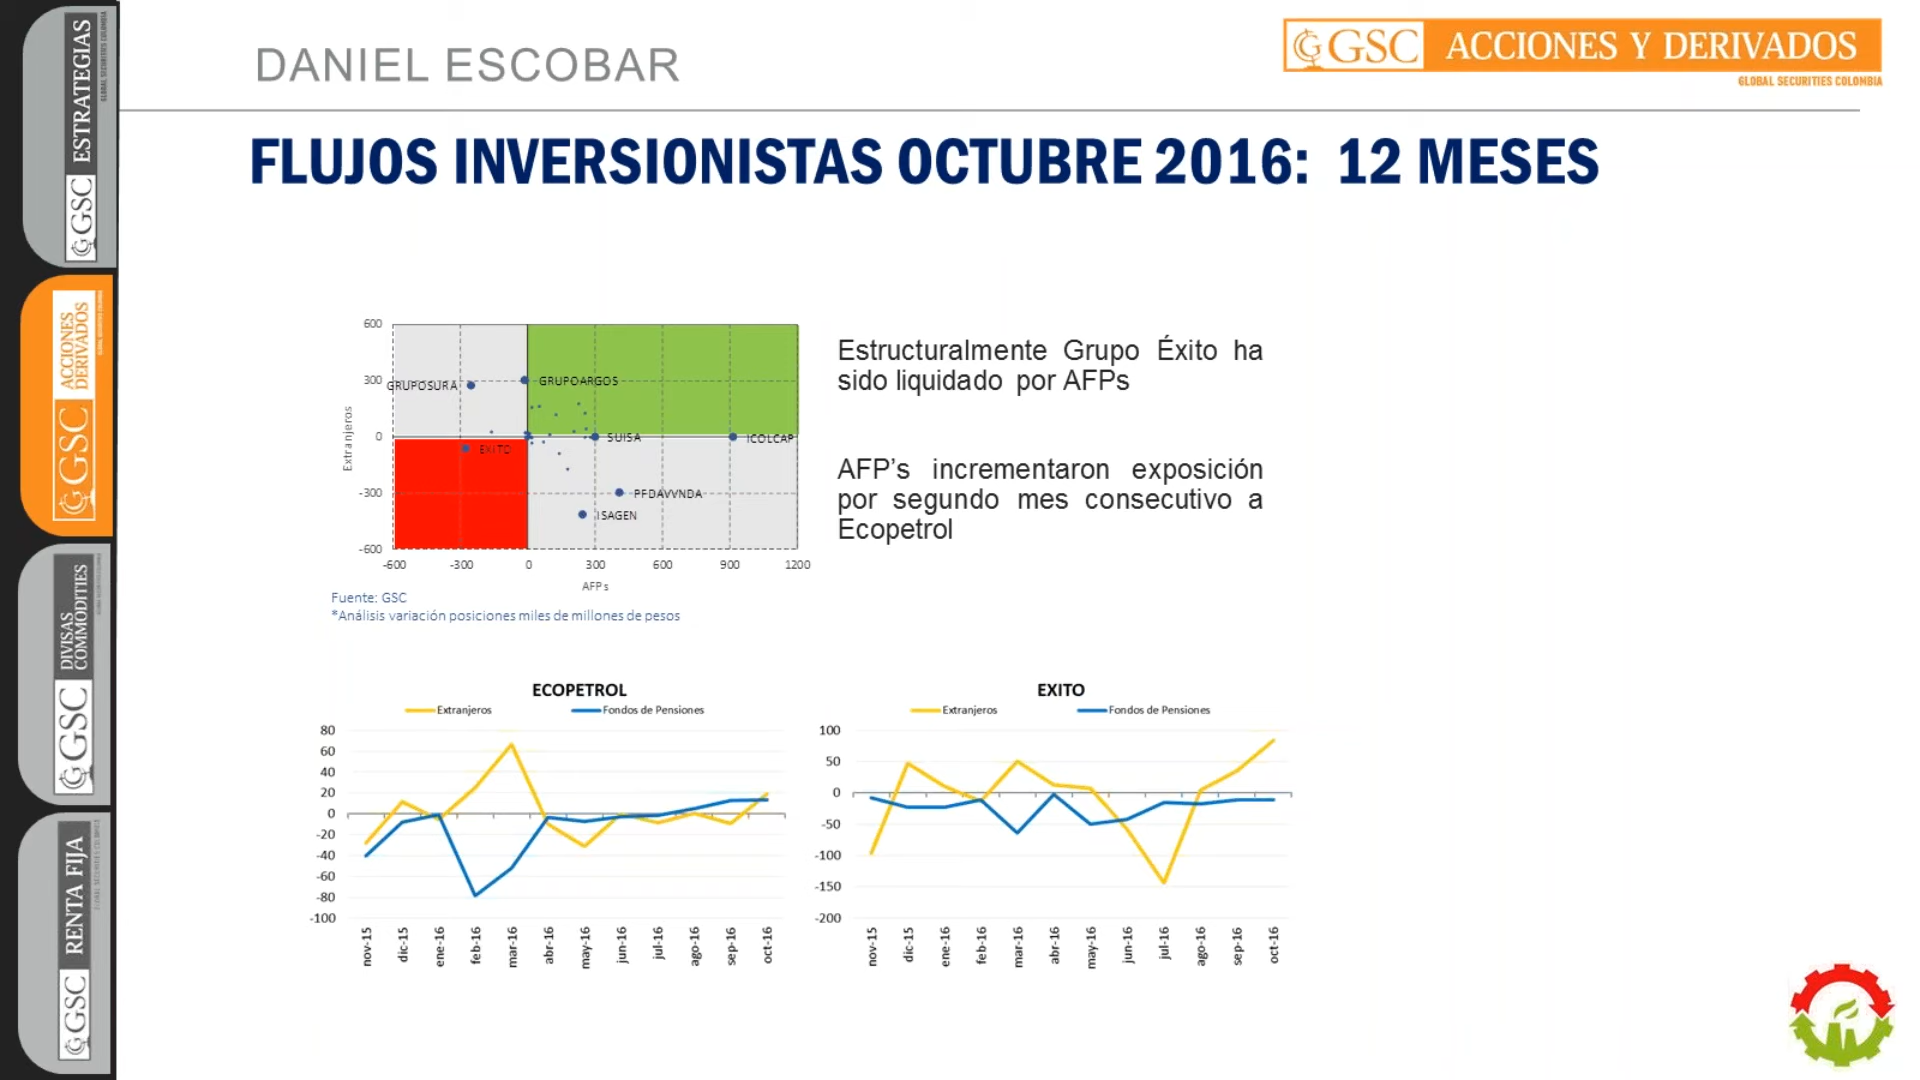 DANIEL ESCOBAR
GSC ACCIONES Y DERIVADOS
GLOBAL SECURITIES COLOMBIA
GSC ESTRATEGIAS
GLOBAL SECURITIES COLOMBIA
GSC ACCIONES DERIVADOS
GSC DIVISAS COMMODITIES
GSC RENTA FIJA
FLUJOS INVERSIONISTAS OCTUBRE 2016: 12 MESES
600
300
0
-300
-600
Extranjeros
GRUPOSURA
GRUPOARGOS
EXITO
SUISA
ICOLCAP
PFDAVVNDA
ISAGEN
-600 -300 0 300 600 900 1200
AFPs
Fuente: GSC
*Análisis variación posiciones miles de millones de pesos
Estructuralmente Grupo Éxito ha
sido liquidado por AFPs
AFP’s incrementaron exposición
por segundo mes consecutivo a
Ecopetrol
ECOPETROL
Extranjeros Fondos de Pensiones
80
60
40
20
0
-20
-40
-60
-80
-100
nov-15 dic-15 ene-16 feb-16 mar-16 abr-16 may-16 jun-16 jul-16 ago-16 sep-16 oct-16
EXITO
Extranjeros Fondos de Pensiones
100
50
0
-50
-100
-150
-200
nov-15 dic-15 ene-16 feb-16 mar-16 abr-16 may-16 jun-16 jul-16 ago-16 sep-16 oct-16